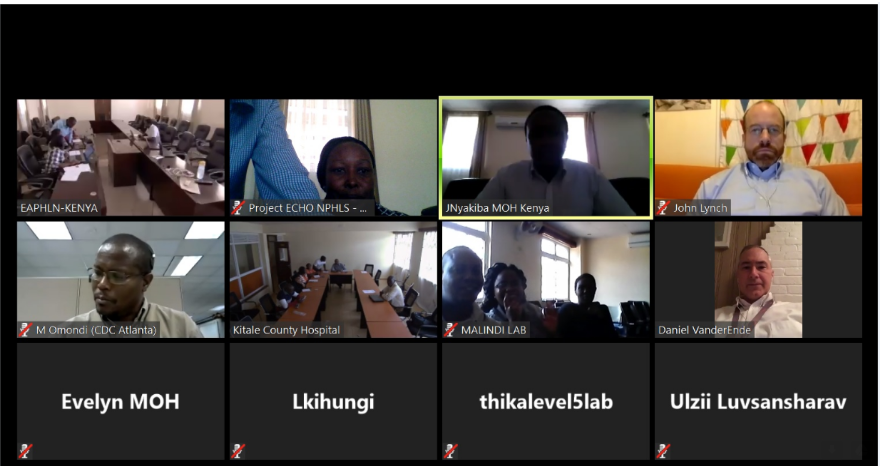 EAPHLN-KENYA
Project ECHO NPHLS - ...
JNyakiba MOH Kenya
John Lynch
M Omondi (CDC Atlanta)
Kitale County Hospital
MALINDI LAB
Daniel VanderEnde
Evelyn MOH
Lkihungi
thikalevel5lab
Ulzii Luvsansharav